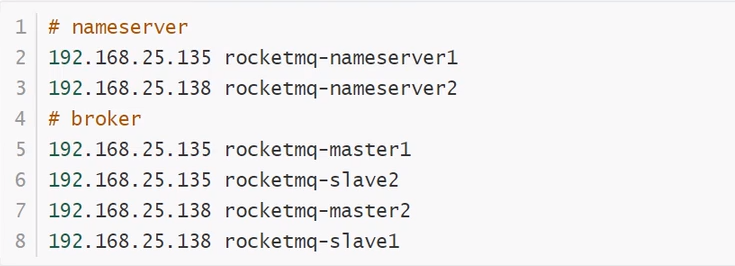 1 # nameserver
2 192.168.25.135 rocketmq-nameserver1
3 192.168.25.138 rocketmq-nameserver2
4 # broker
5 192.168.25.135 rocketmq-master1
6 192.168.25.135 rocketmq-slave2
7 192.168.25.138 rocketmq-master2
8 192.168.25.138 rocketmq-slave1